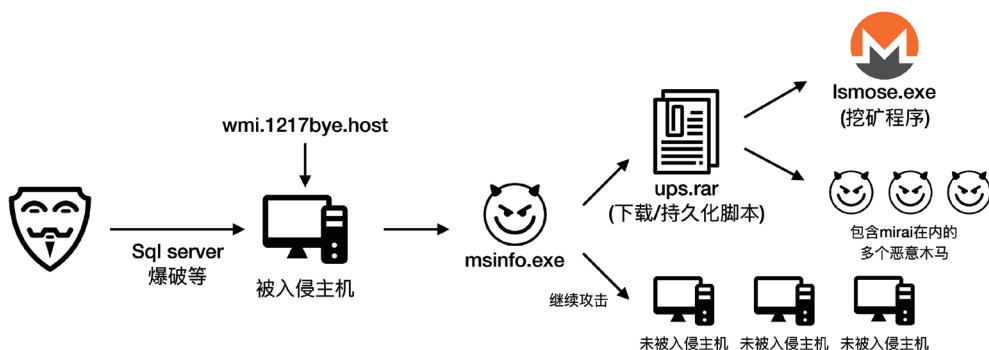 wmi.1217bye.host
Sql server
爆破等
被入侵主机
msinfo.exe
ups.rar
(下载/持久化脚本)
lsmose.exe
(挖矿程序)
包含mirai在内的
多个恶意木马
继续攻击
未被入侵主机
未被入侵主机
未被入侵主机